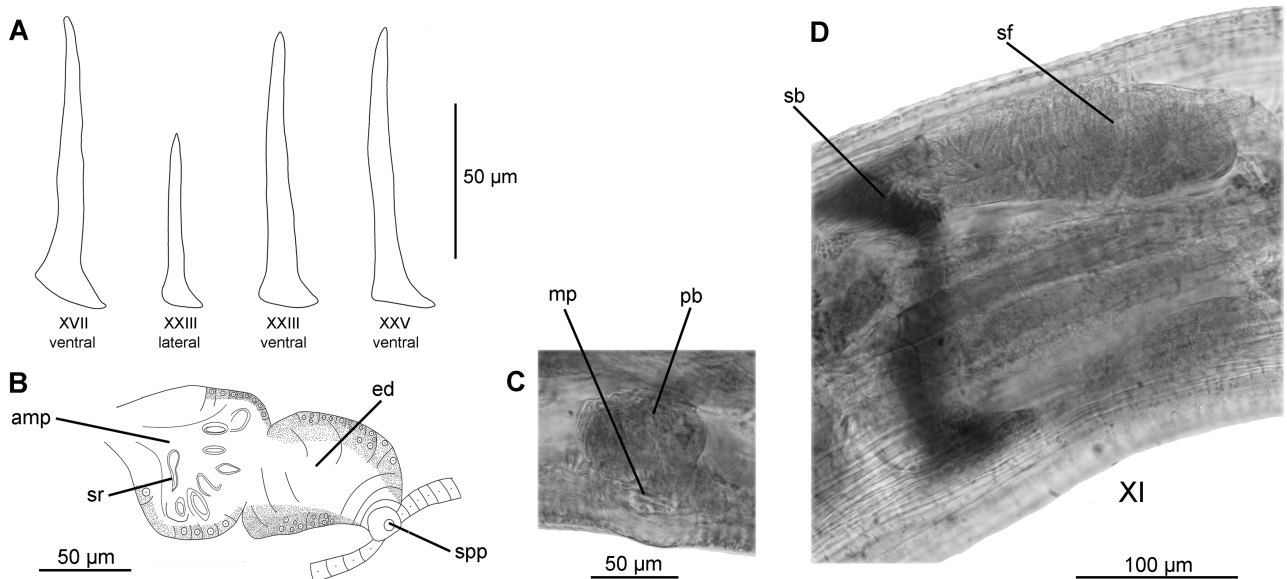 A
50 µm
XVII
ventral
XXIII
lateral
XXIII
ventral
XXV
ventral
B
amp
ed
sr
spp
50 µm
C
mp
pb
50 µm
D
sb
sf
XI
100 µm